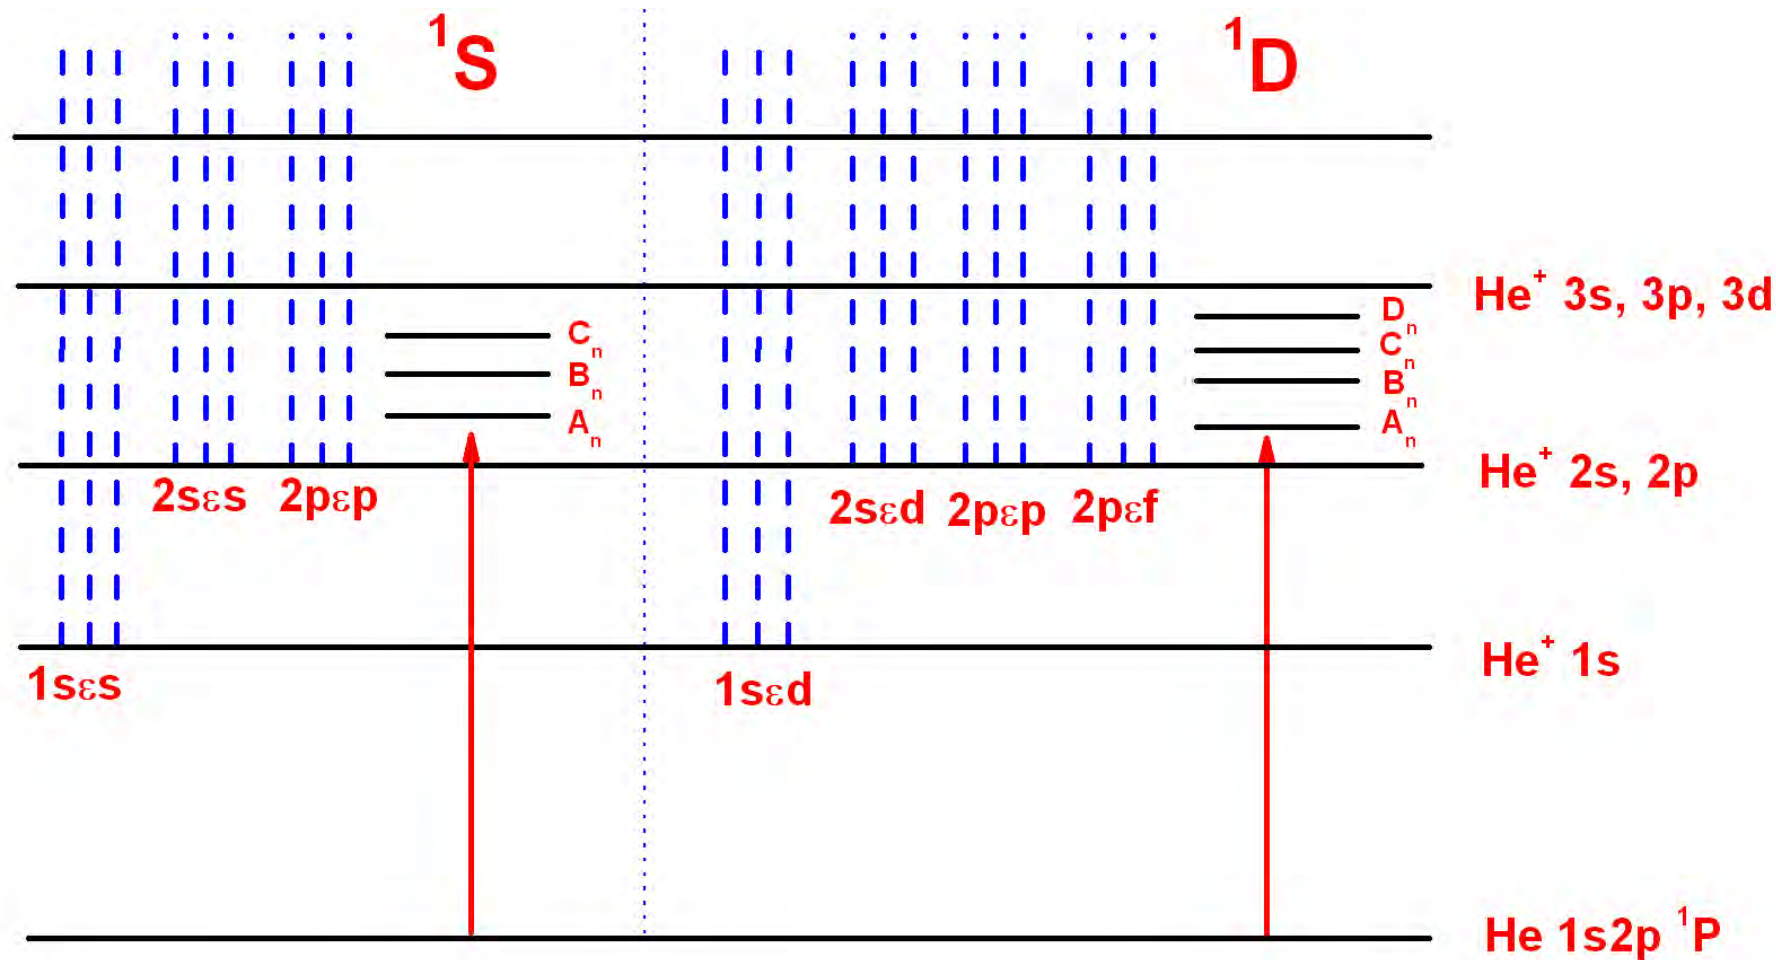 ¹S
¹D
He⁺ 3s, 3p, 3d
Cₙ
Bₙ
Aₙ
Dₙ
Cₙ
Bₙ
Aₙ
He⁺ 2s, 2p
2sεs 2pεp
2sεd 2pεp 2pεf
He⁺ 1s
1sεs
1sεd
He 1s2p ¹P